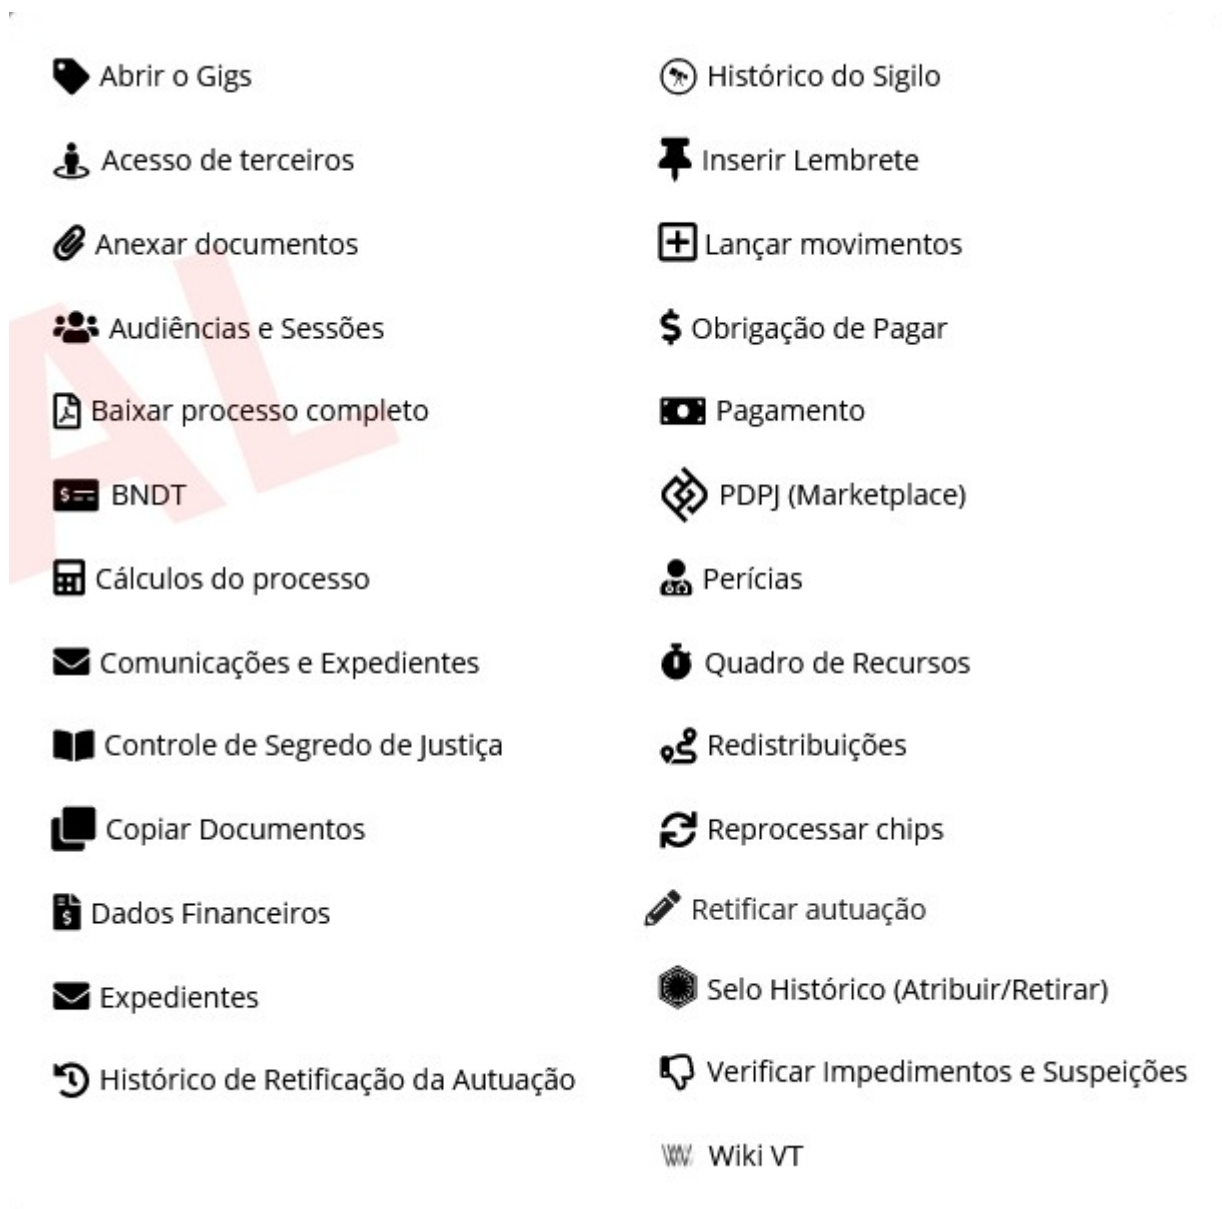 Abrir o Gigs
Acesso de terceiros
Anexar documentos
Audiências e Sessões
Baixar processo completo
BNDT
Cálculos do processo
Comunicações e Expedientes
Controle de Segredo de Justiça
Copiar Documentos
Dados Financeiros
Expedientes
Histórico de Retificação da Autuação
Histórico do Sigilo
Inserir Lembrete
Lançar movimentos
Obrigação de Pagar
Pagamento
PDPJ (Marketplace)
Perícias
Quadro de Recursos
Redistribuições
Reprocessar chips
Retificar autuação
Selo Histórico (Atribuir/Retirar)
Verificar Impedimentos e Suspeições
Wiki VT
AL